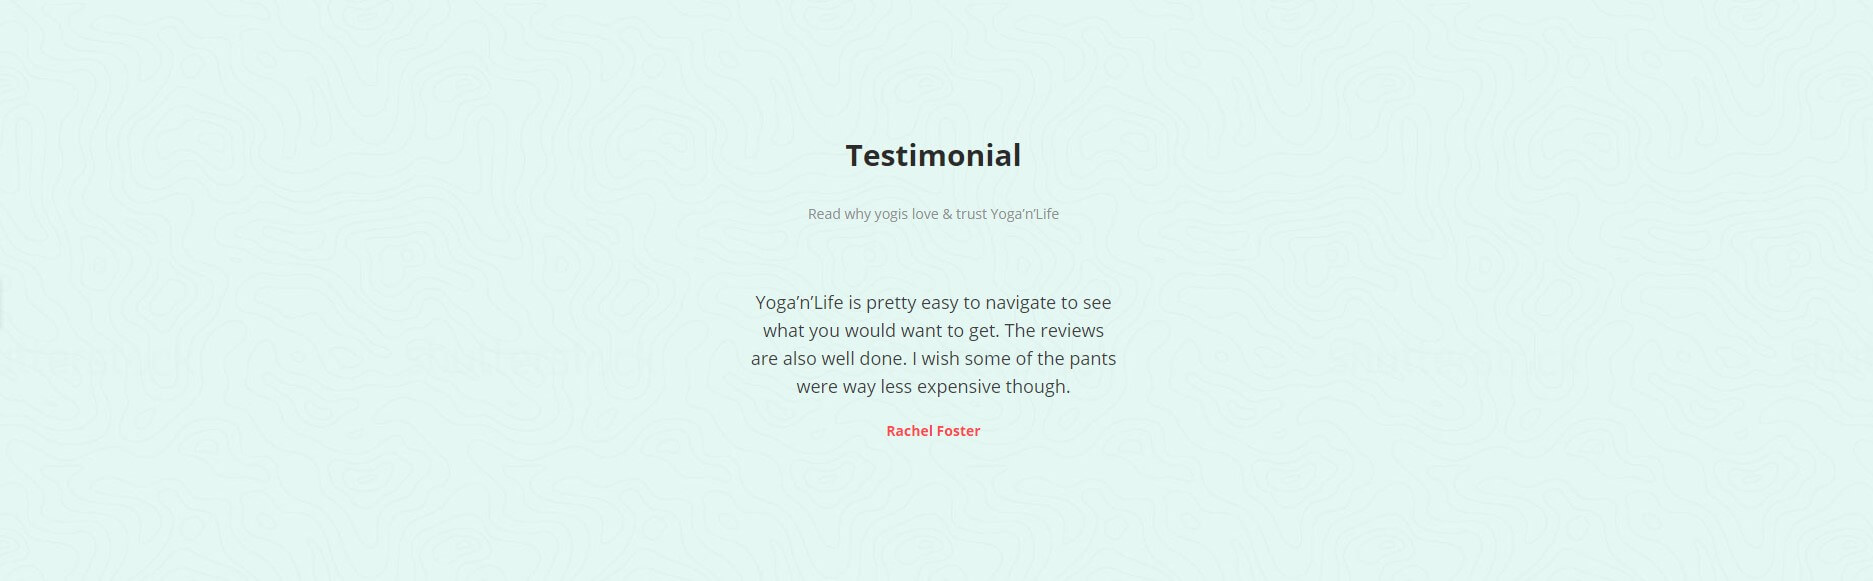 Testimonial
Read why yogis love & trust Yoga’n’Life
Yoga’n’Life is pretty easy to navigate to see
what you would want to get. The reviews
are also well done. I wish some of the pants
were way less expensive though.
Rachel Foster